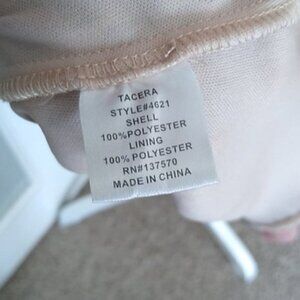 TACERA
STYLE#4621
SHELL
100%POLYESTER
LINING
100% POLYESTER
RN#137570
MADE IN CHINA